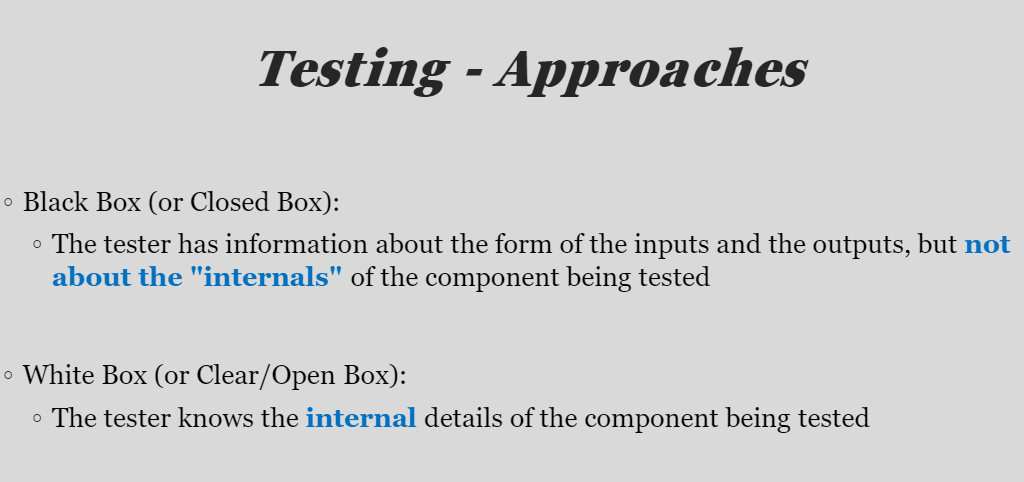 Testing - Approaches
◦ Black Box (or Closed Box):
◦ The tester has information about the form of the inputs and the outputs, but not
about the "internals" of the component being tested
◦ White Box (or Clear/Open Box):
◦ The tester knows the internal details of the component being tested